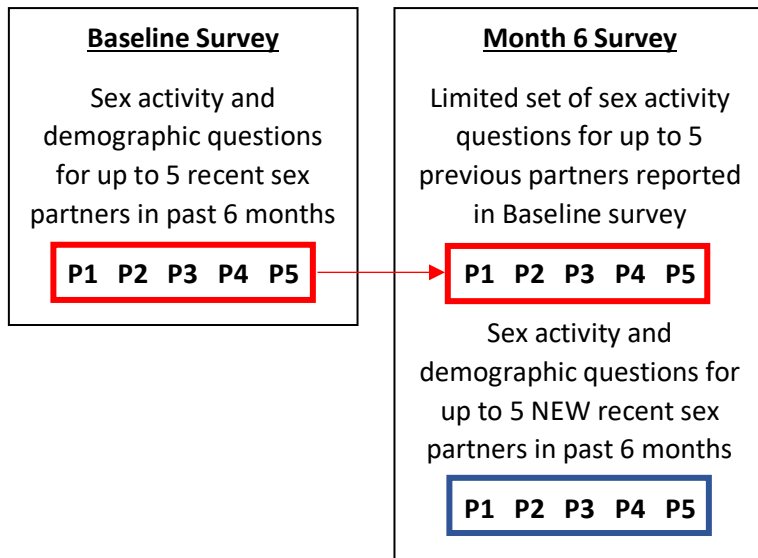 Baseline Survey
Sex activity and
demographic questions
for up to 5 recent sex
partners in past 6 months
P1 P2 P3 P4 P5
Month 6 Survey
Limited set of sex activity
questions for up to 5
previous partners reported
in Baseline survey
P1 P2 P3 P4 P5
Sex activity and
demographic questions for
up to 5 NEW recent sex
partners in past 6 months
P1 P2 P3 P4 P5